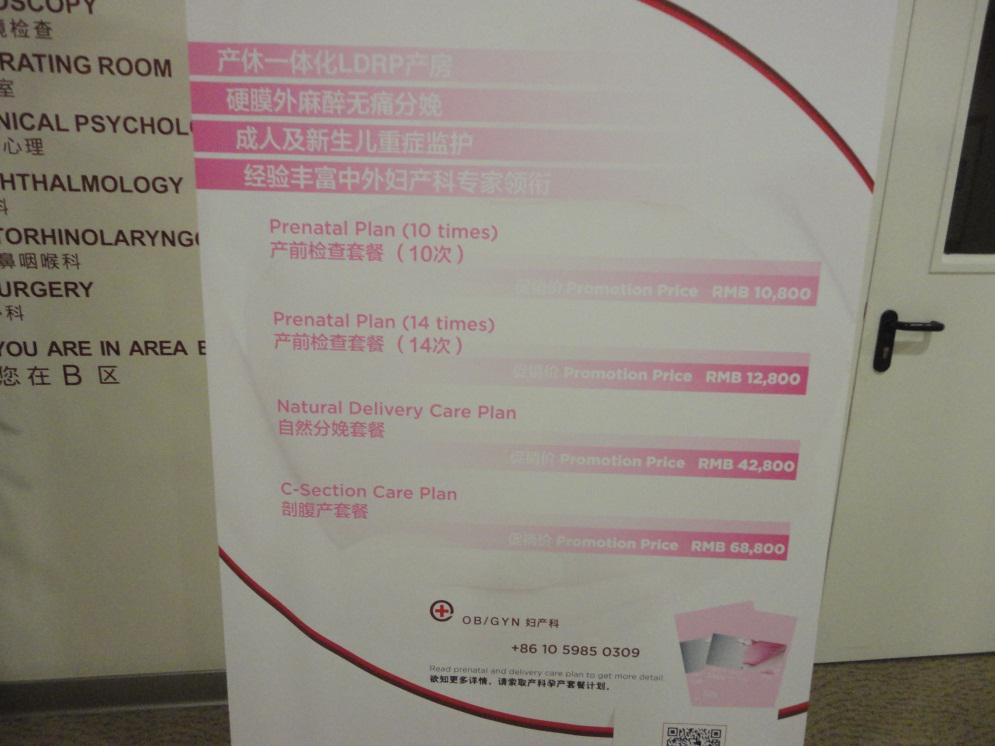 OSCOPY
镜检查
RATING ROOM
室
NICAL PSYCHOL
心理
HTHALMOLOGY
科
TORHINOLARYNG
鼻咽喉科
URGERY
科
YOU ARE IN AREA B
您在 B 区
产休一体化LDRP产房
硬膜外麻醉无痛分娩
成人及新生儿重症监护
经验丰富中外妇产科专家领衔
Prenatal Plan (10 times)
产前检查套餐（10次）
促销价 Promotion Price RMB 10,800
Prenatal Plan (14 times)
产前检查套餐（14次）
促销价 Promotion Price RMB 12,800
Natural Delivery Care Plan
自然分娩套餐
促销价 Promotion Price RMB 42,800
C-Section Care Plan
剖腹产套餐
促销价 Promotion Price RMB 68,800
OB/GYN 妇产科
+86 10 5985 0309
Read prenatal and delivery care plan to get more detail.
欲知更多详情，请索取产科孕产套餐计划。